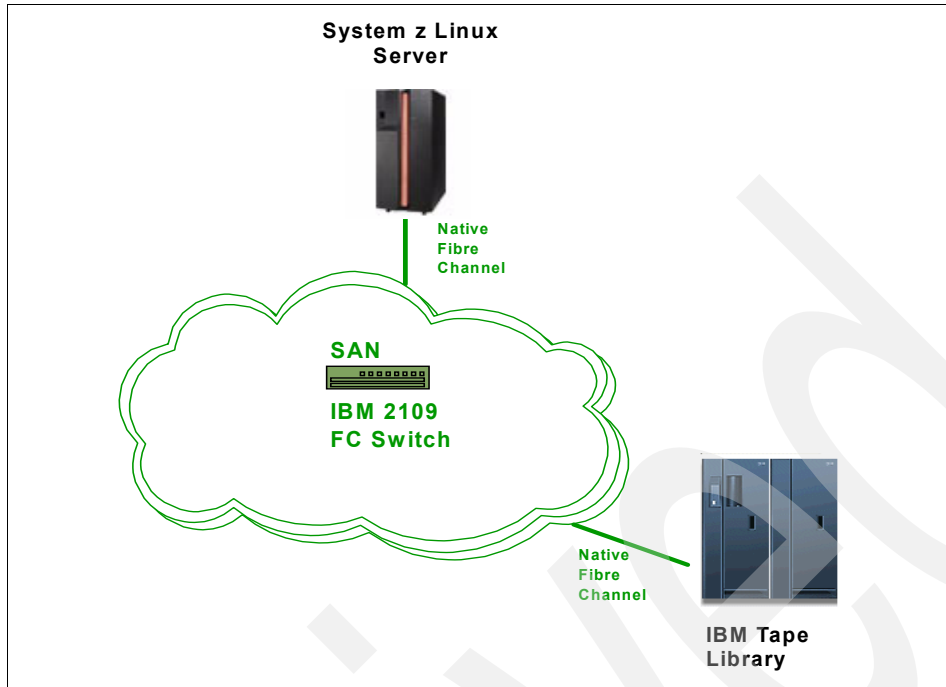 System z Linux
Server
Native
Fibre
Channel
SAN
IBM 2109
FC Switch
Native
Fibre
Channel
IBM Tape
Library